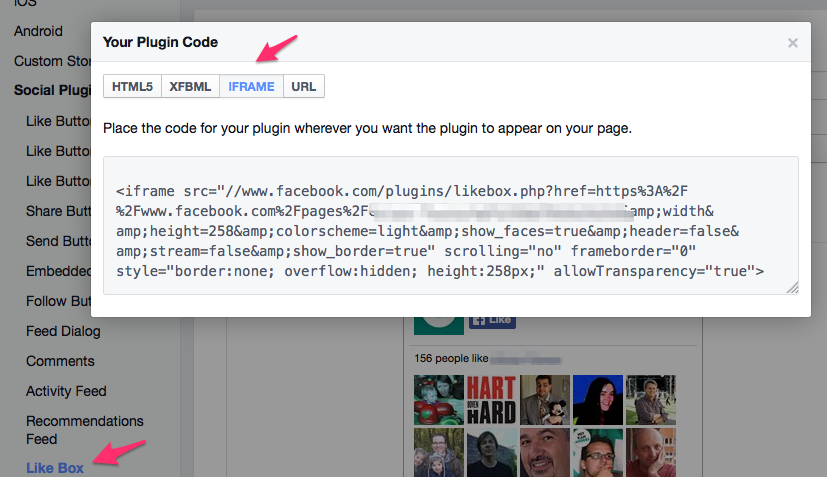 iOS
Android
Custom Stor
Social Plugi
Like Butto
Like Butto
Like Butto
Share Butto
Send Butto
Embedded
Follow But
Feed Dialog
Comments
Activity Feed
Recommendations
Feed
Like Box
Your Plugin Code
×
HTML5 XFBML IFRAME URL
Place the code for your plugin wherever you want the plugin to appear on your page.
<iframe src="//www.facebook.com/plugins/likebox.php?href=https%3A%2F
%2Fwww.facebook.com%2Fpages%2F amp;width&
amp;height=258&amp;colorscheme=light&amp;show_faces=true&amp;header=false&
amp;stream=false&amp;show_border=true" scrolling="no" frameborder="0"
style="border:none; overflow:hidden; height:258px;" allowTransparency="true">
Like
156 people like
HART
BOVEN
HARD